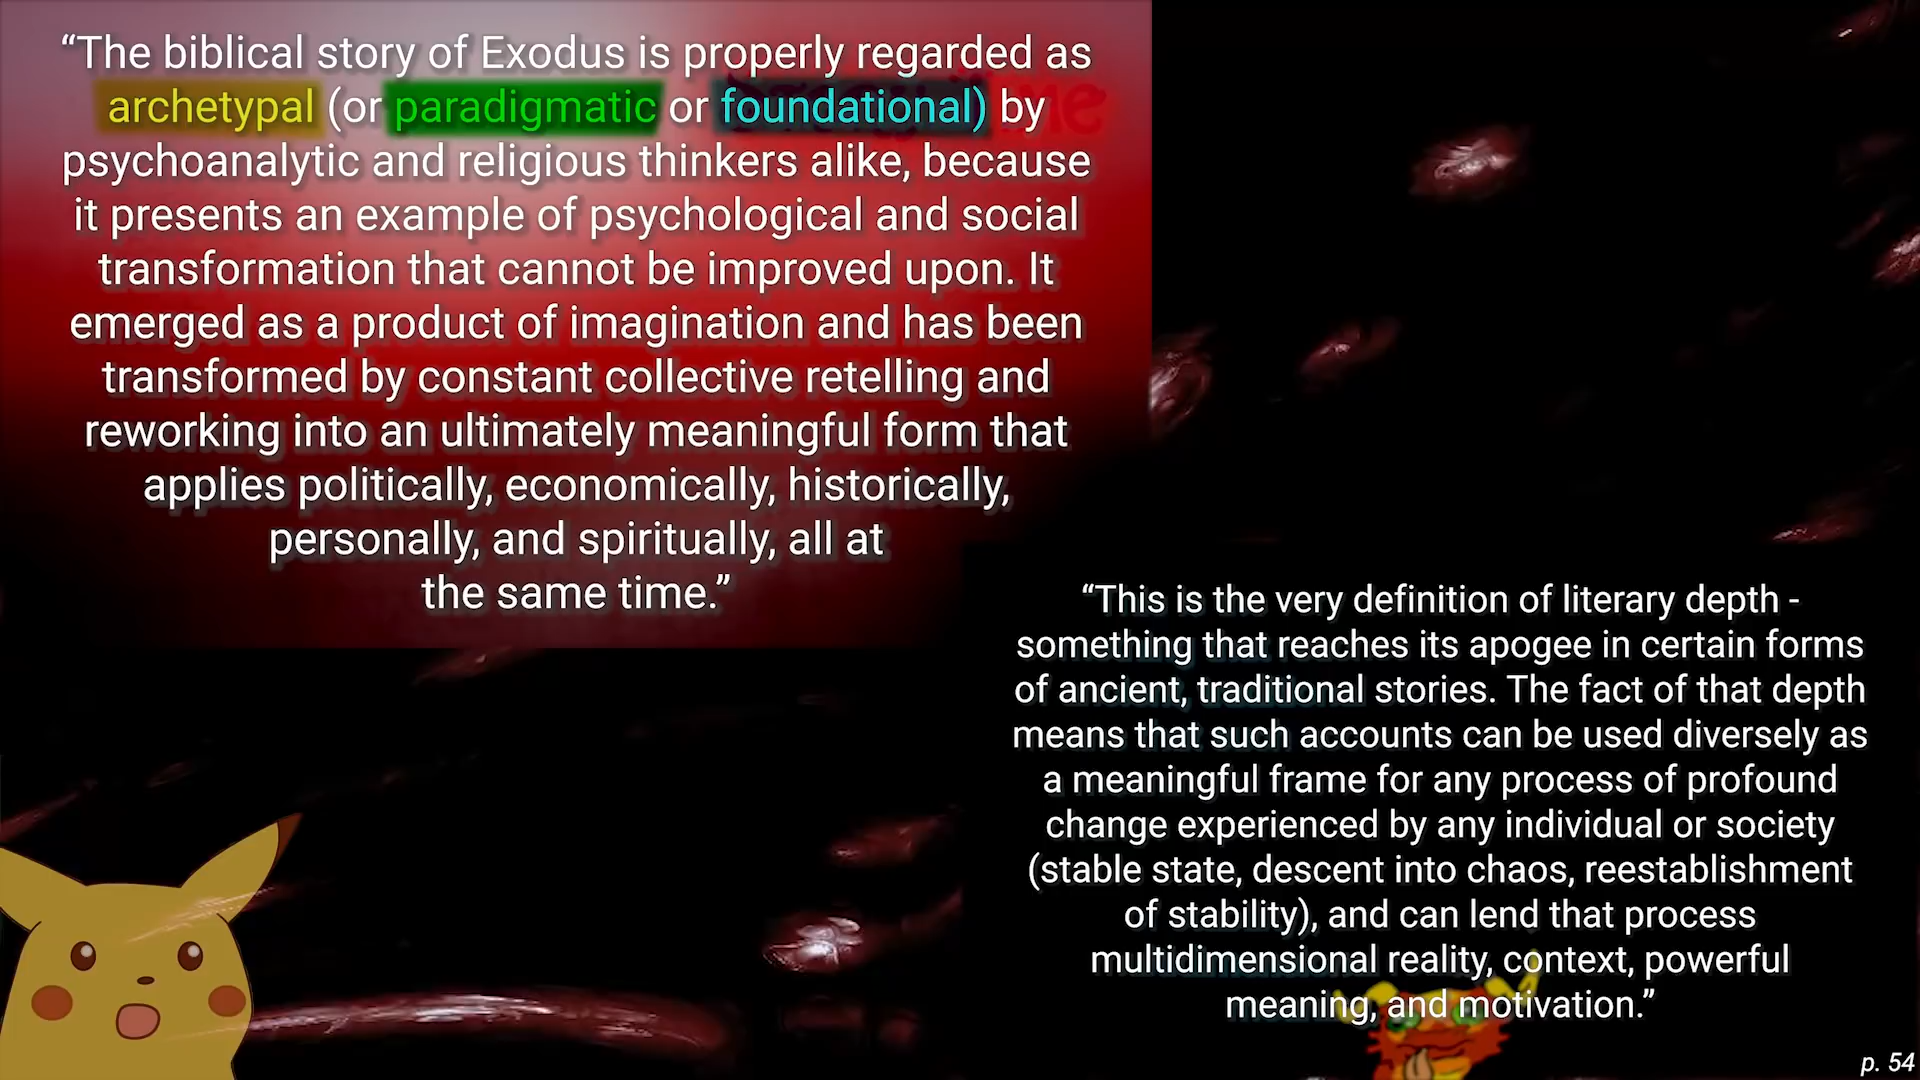 “The biblical story of Exodus is properly regarded as
archetypal (or paradigmatic or foundational) by
psychoanalytic and religious thinkers alike, because
it presents an example of psychological and social
transformation that cannot be improved upon. It
emerged as a product of imagination and has been
transformed by constant collective retelling and
reworking into an ultimately meaningful form that
applies politically, economically, historically,
personally, and spiritually, all at
the same time.”
“This is the very definition of literary depth -
something that reaches its apogee in certain forms
of ancient, traditional stories. The fact of that depth
means that such accounts can be used diversely as
a meaningful frame for any process of profound
change experienced by any individual or society
(stable state, descent into chaos, reestablishment
of stability), and can lend that process
multidimensional reality, context, powerful
meaning, and motivation.”
p. 54